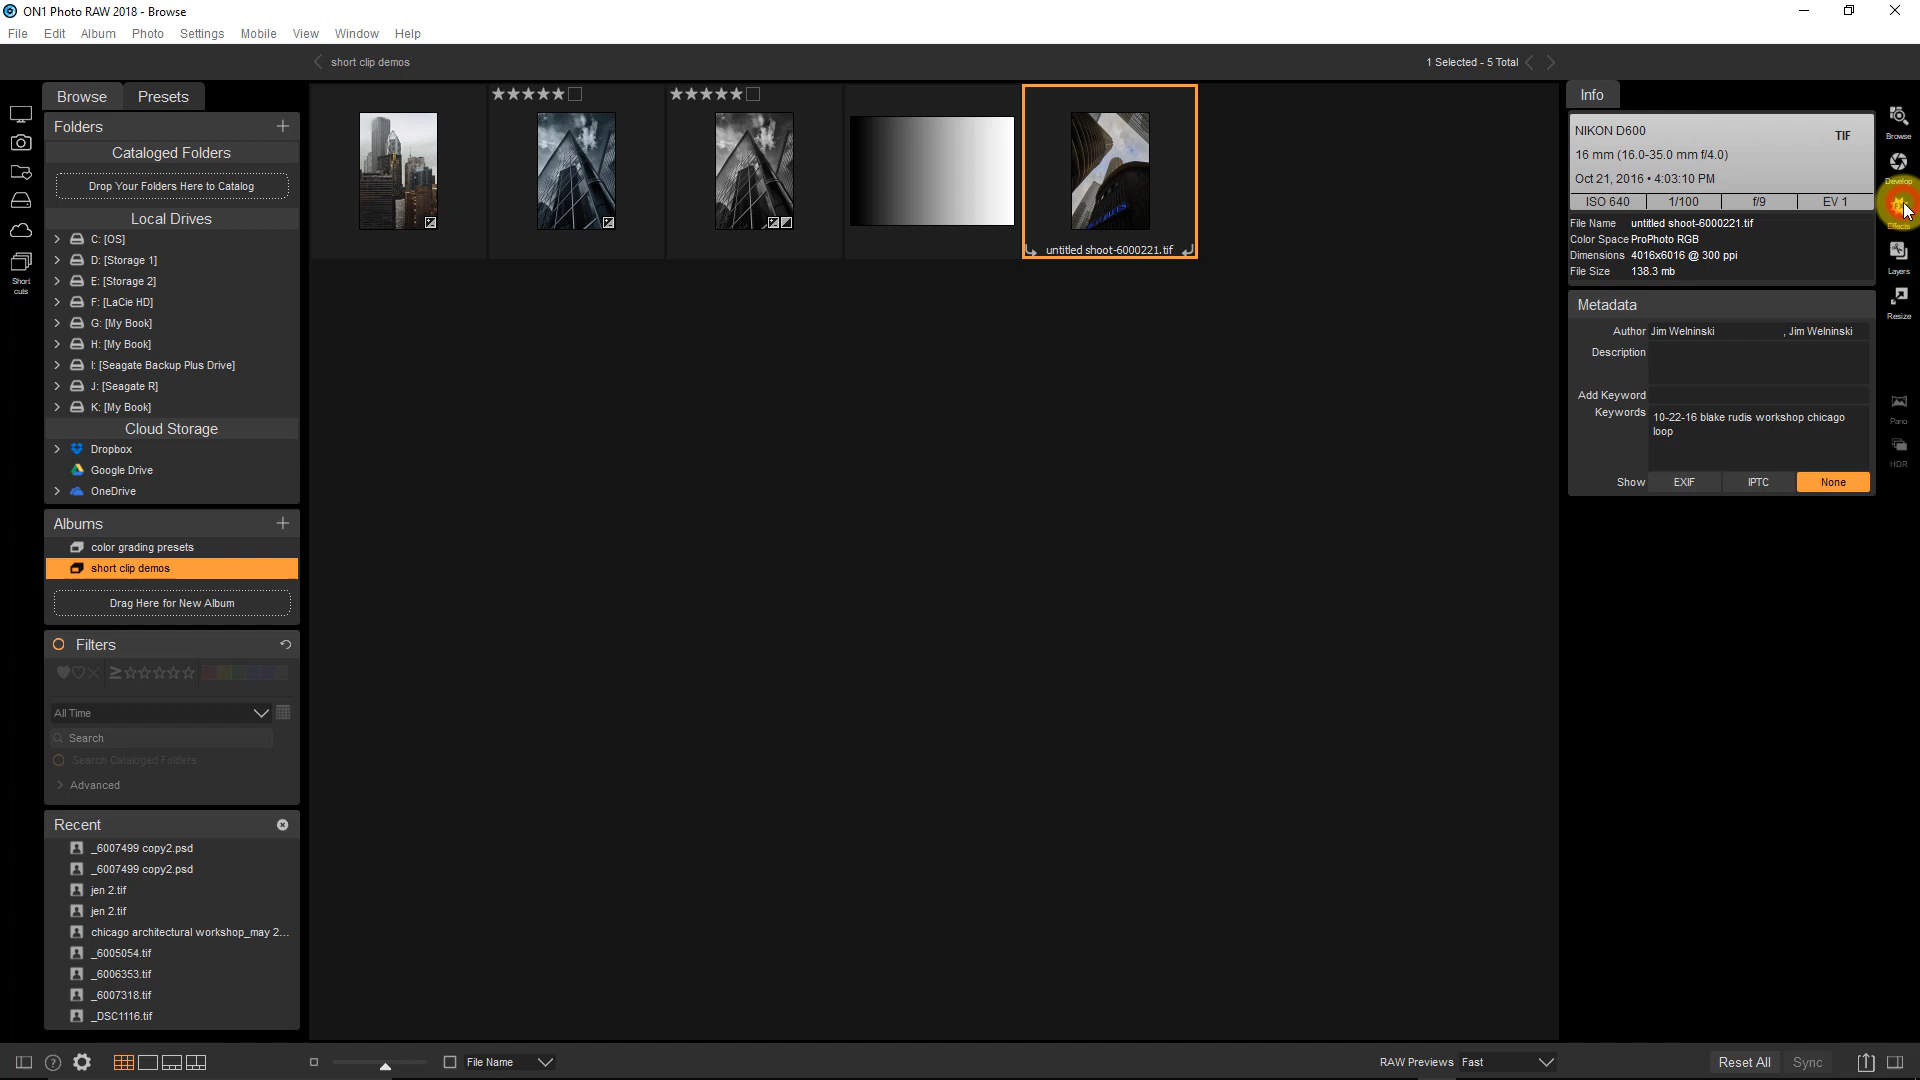 ON1 Photo RAW 2018 - Browse
File Edit Album Photo Settings Mobile View Window Help
short clip demos
1 Selected - 5 Total
Browse Presets
Folders
Cataloged Folders
Drop Your Folders Here to Catalog
Local Drives
C: [OS]
D: [Storage 1]
E: [Storage 2]
F: [LaCie HD]
G: [My Book]
H: [My Book]
I: [Seagate Backup Plus Drive]
J: [Seagate R]
K: [My Book]
Cloud Storage
Dropbox
Google Drive
OneDrive
Albums
color grading presets
short clip demos
Drag Here for New Album
Filters
All Time
Search
Search Cataloged Folders
Advanced
Recent
_6007499 copy2.psd
_6007499 copy2.psd
jen 2.tif
jen 2.tif
chicago architectural workshop_may 2...
_6005054.tif
_6006353.tif
_6007318.tif
_DSC1116.tif
Short
cuts
untitled shoot-6000221.tif
Info
NIKON D600 TIF
16 mm (16.0-35.0 mm f/4.0)
Oct 21, 2016 • 4:03:10 PM
ISO 640 1/100 f/9 EV 1
File Name untitled shoot-6000221.tif
Color Space ProPhoto RGB
Dimensions 4016x6016 @ 300 ppi
File Size 138.3 mb
Metadata
Author Jim Welninski , Jim Welninski
Description
Add Keyword
Keywords 10-22-16 blake rudis workshop chicago
loop
Show EXIF IPTC None
Browse
Develop
Effects
Layers
Resize
Pano
HDR
File Name
RAW Previews Fast
Reset All Sync